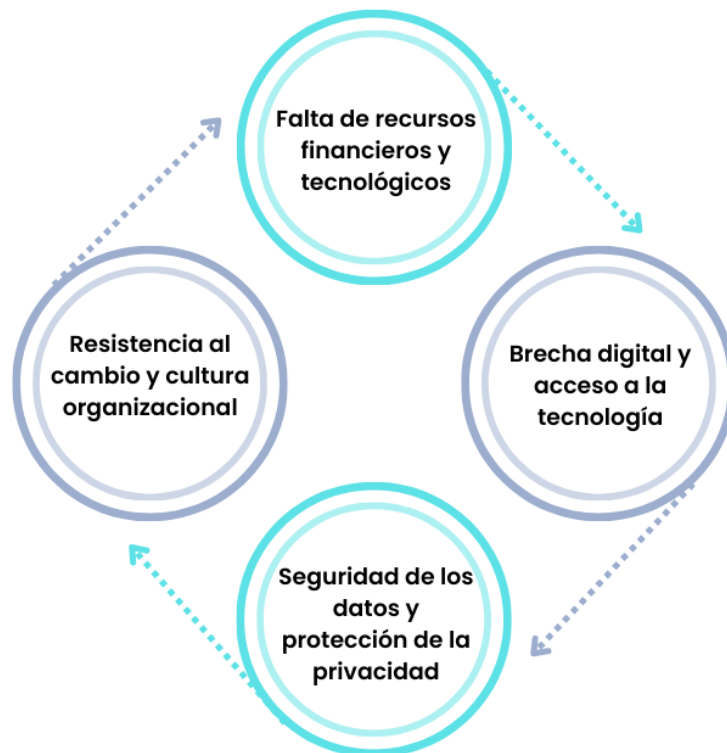 Falta de recursos
financieros y
tecnológicos
Brecha digital y
acceso a la
tecnología
Seguridad de los
datos y
protección de la
privacidad
Resistencia al
cambio y cultura
organizacional